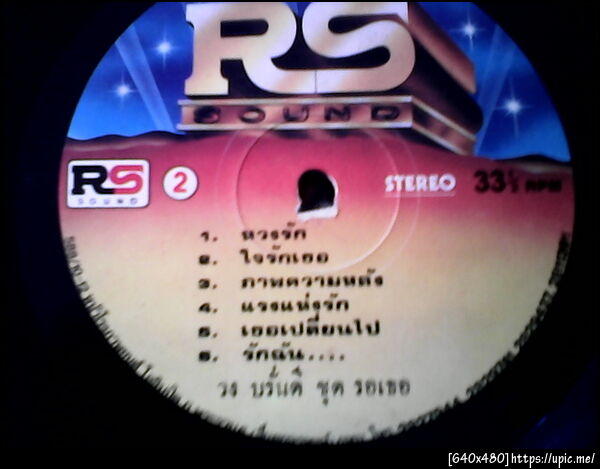 RS
SOUND
RS
SOUND
2
STEREO 33⅓ RPM
1. หวงรัก
2. ใจรักเธอ
3. ภาพความหลัง
4. แรงแห่งรัก
5. เธอเปลี่ยนไป
6. รักฉัน....
วง บรั่นดี ชุด รอเธอ
[640x480]https://upic.me/